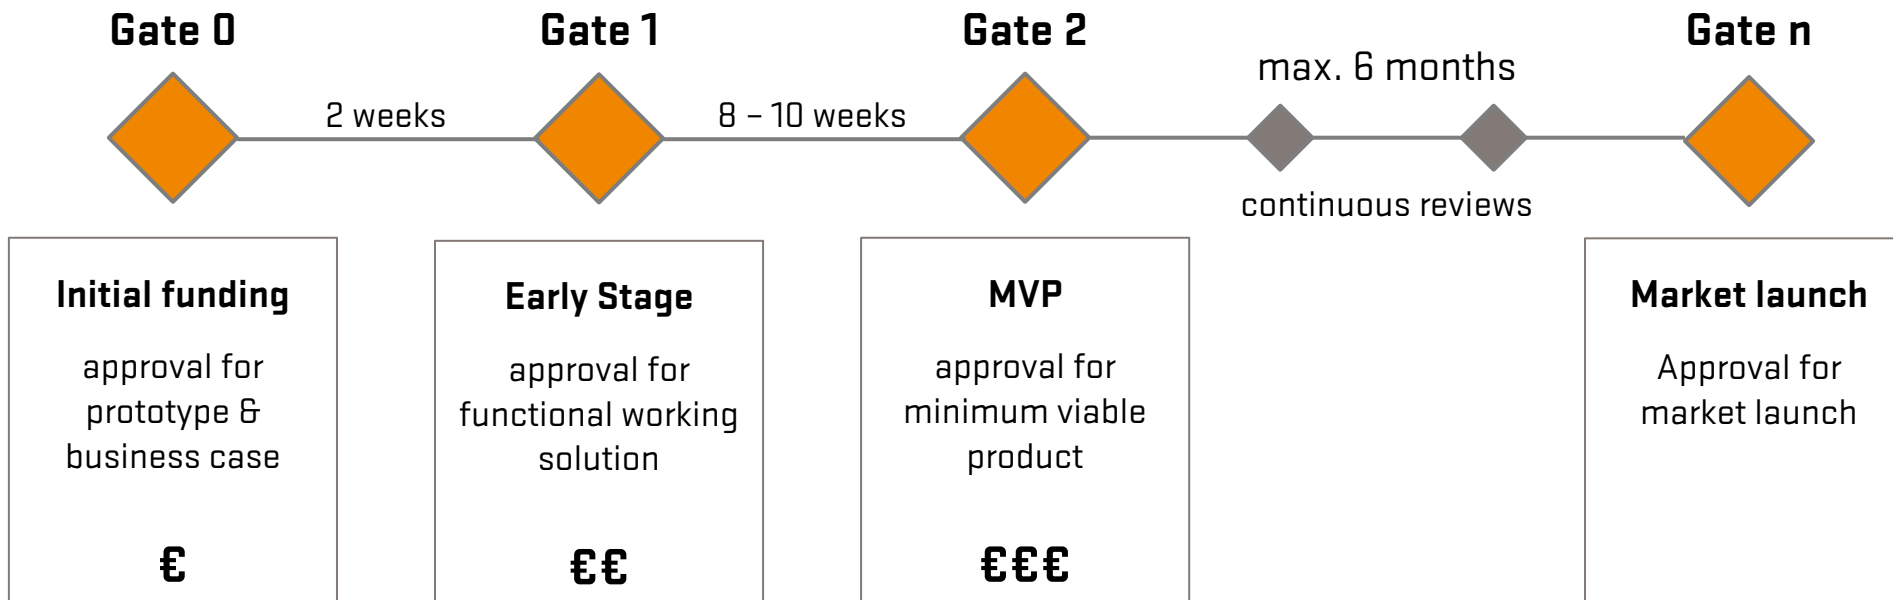 Gate 0
Gate 1
Gate 2
Gate n
2 weeks
8 – 10 weeks
max. 6 months
continuous reviews
Initial funding
approval for
prototype &
business case
€
Early Stage
approval for
functional working
solution
€€
MVP
approval for
minimum viable
product
€€€
Market launch
Approval for
market launch